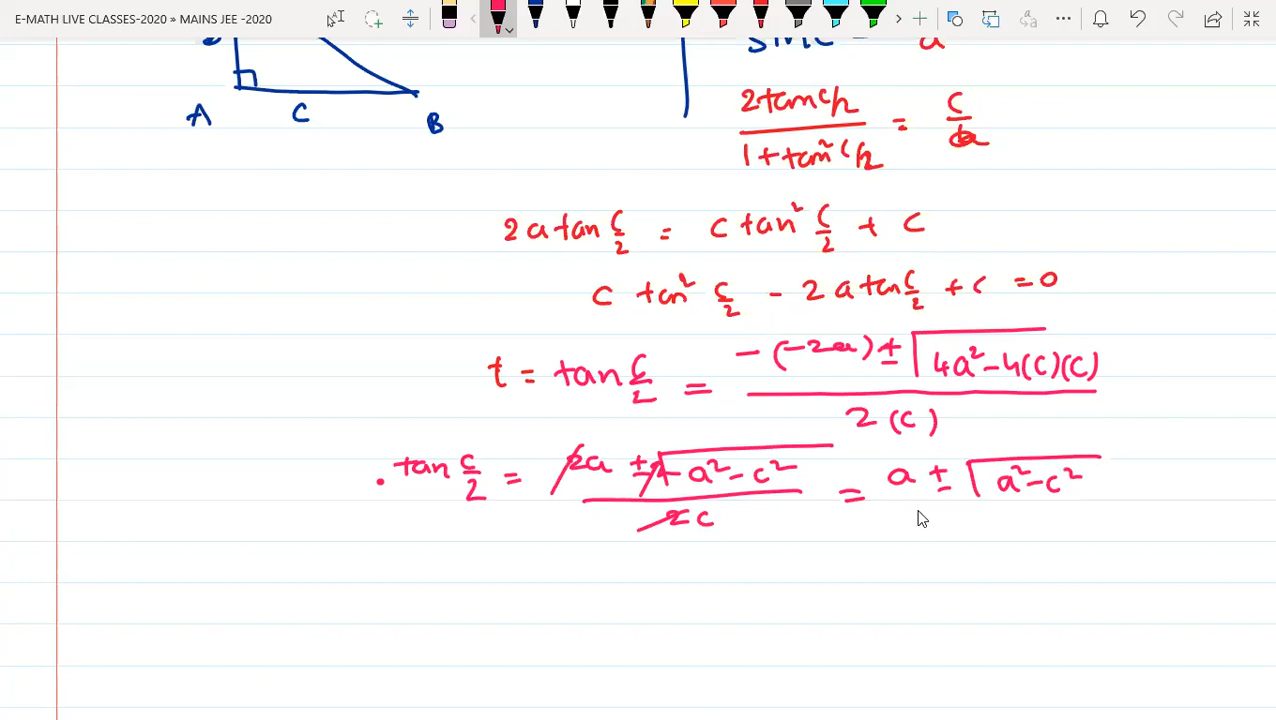 E-MATH LIVE CLASSES-2020 » MAINS JEE -2020
sin C = / a
A C B
2tan C/2 / 1+tan² C/2 = C/a
2a tan C/2 = C tan² C/2 + C
C tan² C/2 - 2a tan C/2 + C = 0
t = tan C/2 = -(-2a) ± √4a²-4(C)(C) / 2(C)
. tan C/2 = 2a ± 2√a²-c² / 2c = a ± √a²-c²